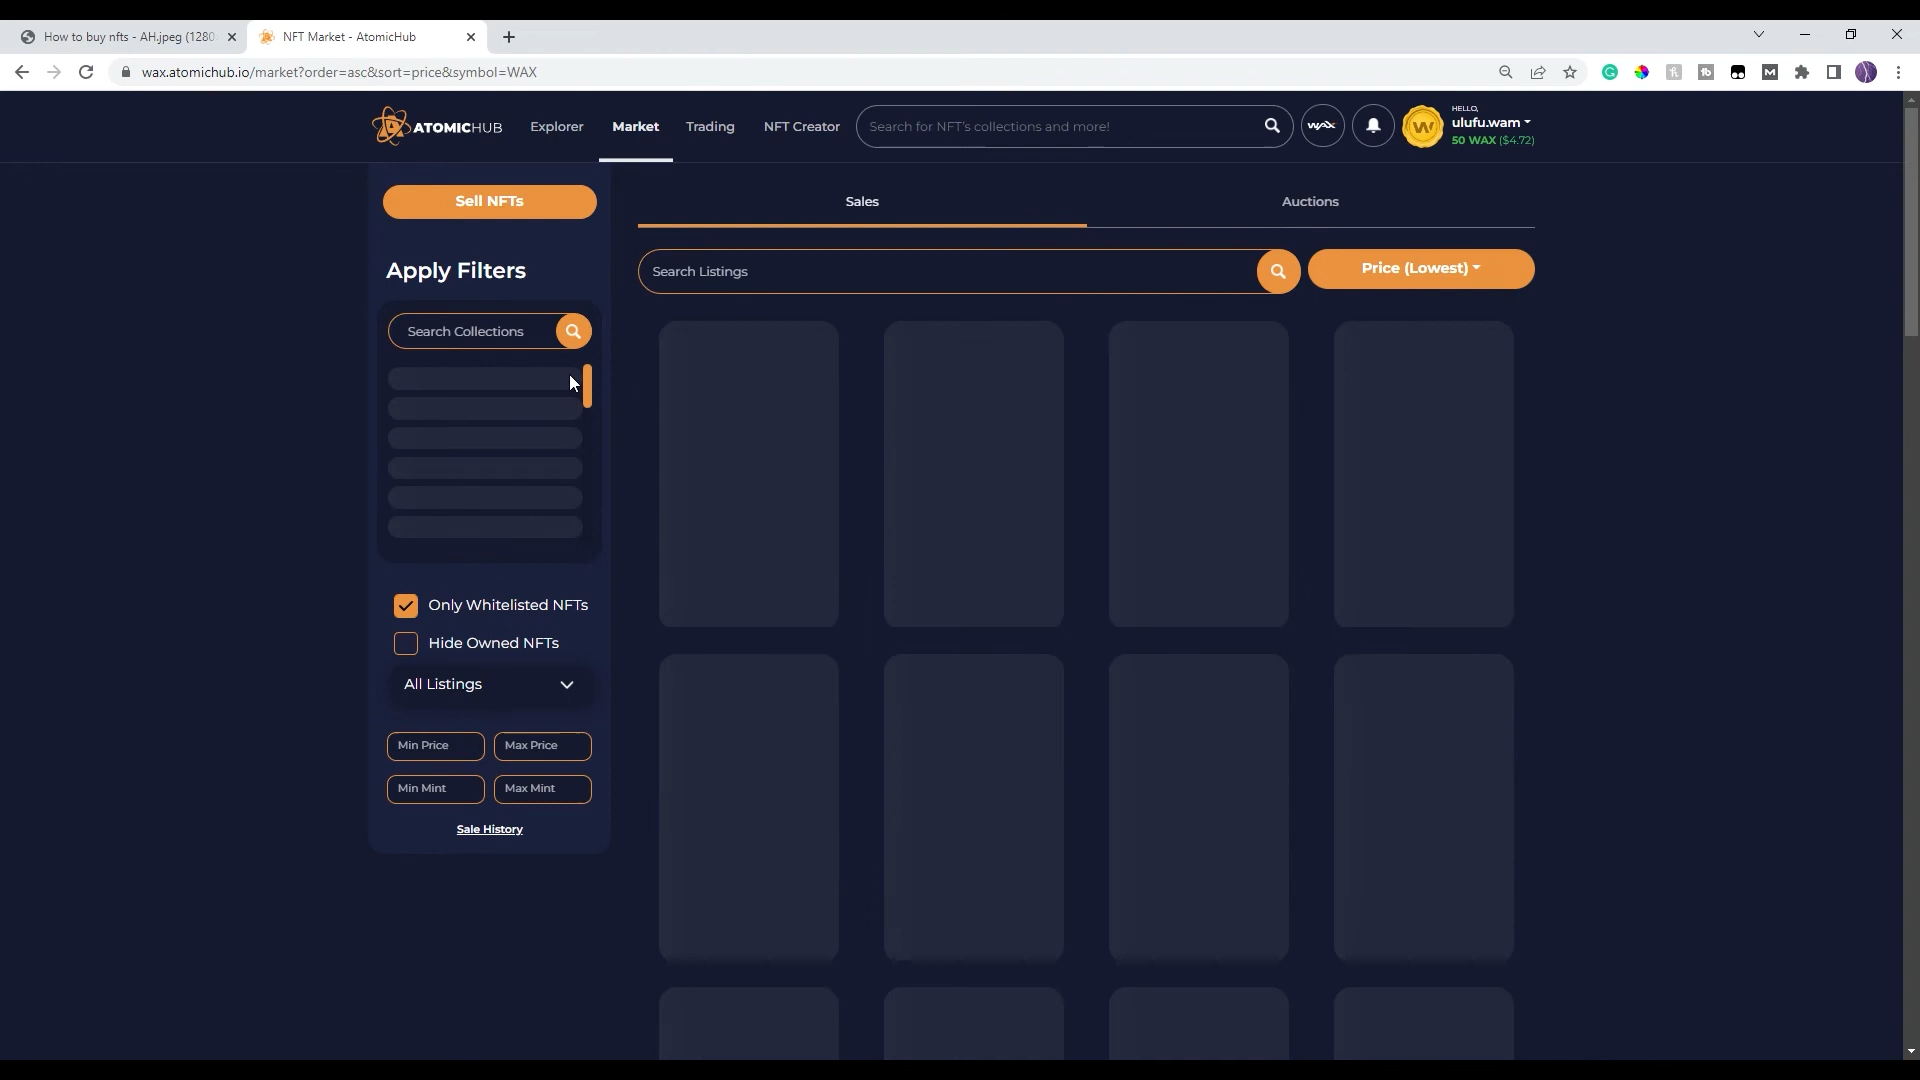 How to buy nfts - AH.jpeg (1280
NFT Market - AtomicHub
wax.atomichub.io/market?order=asc&sort=price&symbol=WAX
ATOMICHUB
Explorer
Market
Trading
NFT Creator
Search for NFT's collections and more!
WAX
HELLO,
ulufu.wam
50 WAX ($4.72)
Sell NFTs
Sales
Auctions
Apply Filters
Search Listings
Price (Lowest)
Search Collections
Only Whitelisted NFTs
Hide Owned NFTs
All Listings
Min Price
Max Price
Min Mint
Max Mint
Sale History